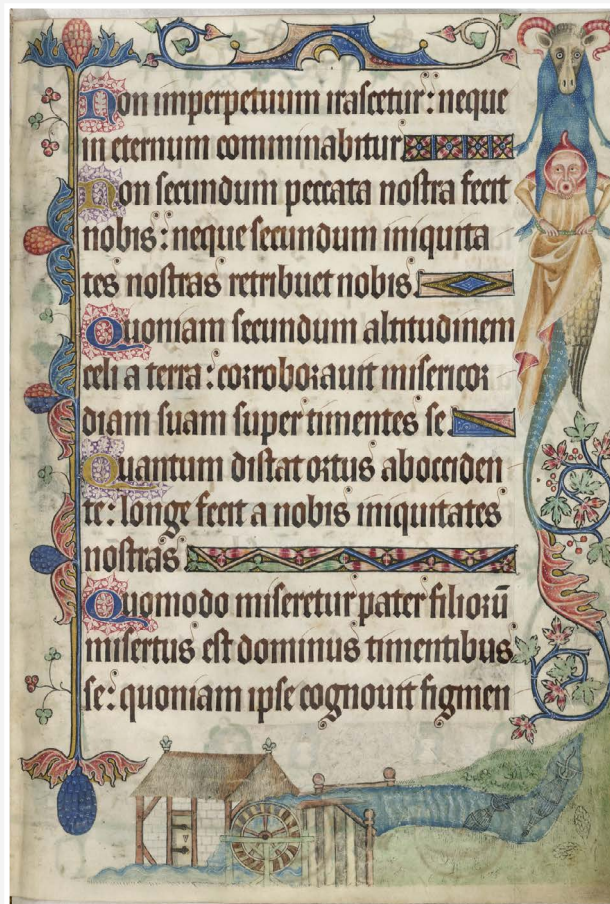 Non imperpetuum irascetur: neque
in eternum comminabitur.
Non secundum peccata nostra fecit
nobis: neque secundum iniquita
tes nostras retribuet nobis.
Quoniam secundum altitudinem
celi a terra: corroborauit misericor
diam suam super timentes se
Quantum distat ortus aboccidente
te: longe fecit a nobis iniquitates
nostras
Quomodo miseretur pater filiorū
misertus est dominus timentibus
se: quoniam ipse cognouit figmen